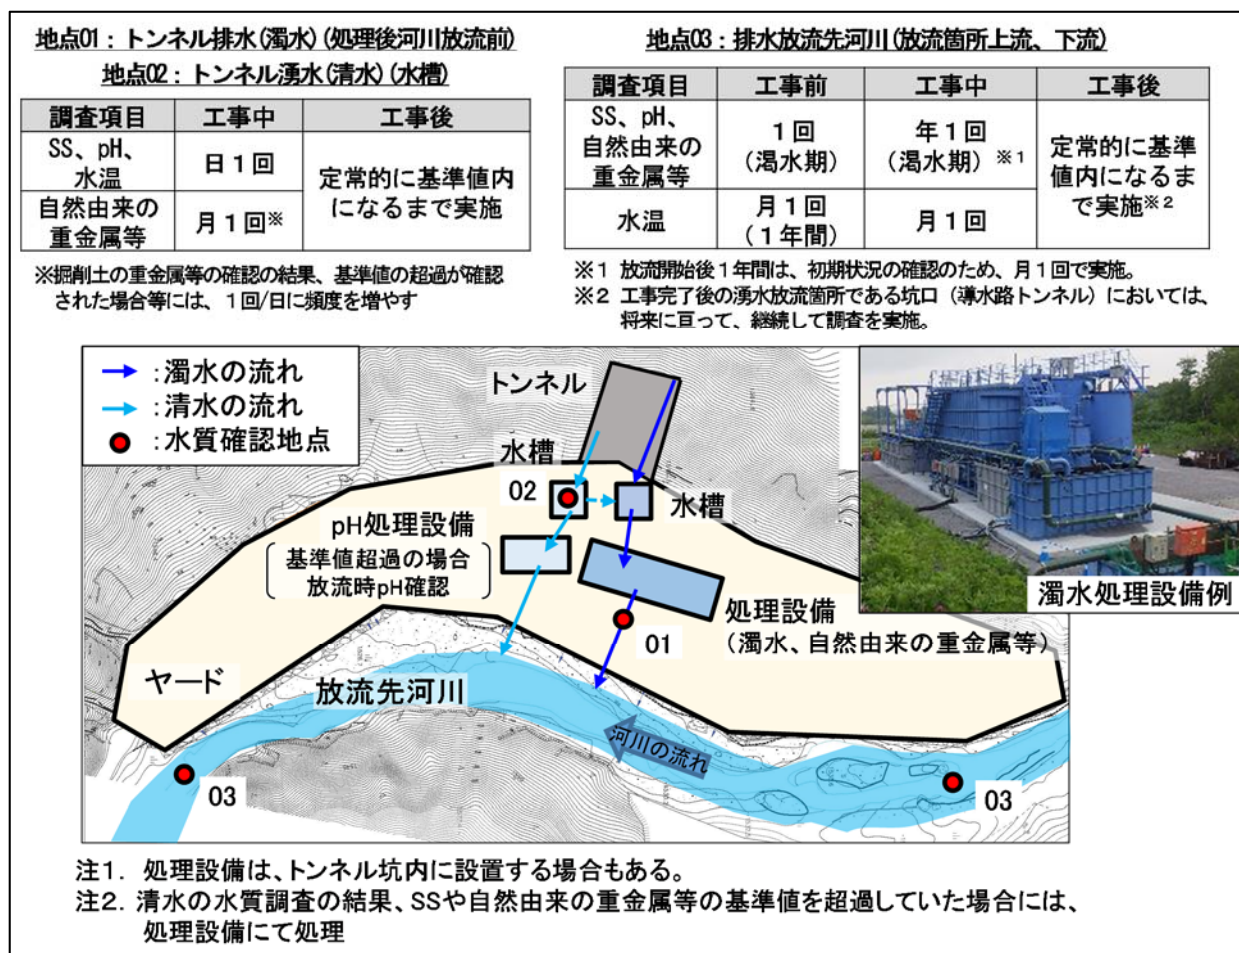 地点01：トンネル排水(濁水)(処理後河川放流前)
地点02：トンネル湧水(清水)(水槽)
調査項目 工事中 工事後
SS、pH、
水温
日１回
自然由来の
重金属等
月１回※
定常的に基準値内
になるまで実施
※掘削土の重金属等の確認の結果、基準値の超過が確認
された場合等には、１回/日に頻度を増やす
地点03：排水放流先河川(放流箇所上流、下流)
調査項目 工事前 工事中 工事後
SS、pH、
自然由来の
重金属等
１回
(渇水期)
年１回
(渇水期)※1
水温
月１回
(１年間)
月１回
定常的に基準
値内になるま
で実施※2
※1 放流開始後１年間は、初期状況の確認のため、月１回で実施。
※2 工事完了後の湧水放流箇所である坑口（導水路トンネル）においては、
将来に亘って、継続して調査を実施。
:濁水の流れ
:清水の流れ
:水質確認地点
トンネル
水槽
02
水槽
pH処理設備
基準値超過の場合
放流時pH確認
処理設備
(濁水、自然由来の重金属等)
01
濁水処理設備例
ヤード
放流先河川
河川の流れ
03
03
注1. 処理設備は、トンネル坑内に設置する場合もある。
注2. 清水の水質調査の結果、SSや自然由来の重金属等の基準値を超過していた場合には、
処理設備にて処理